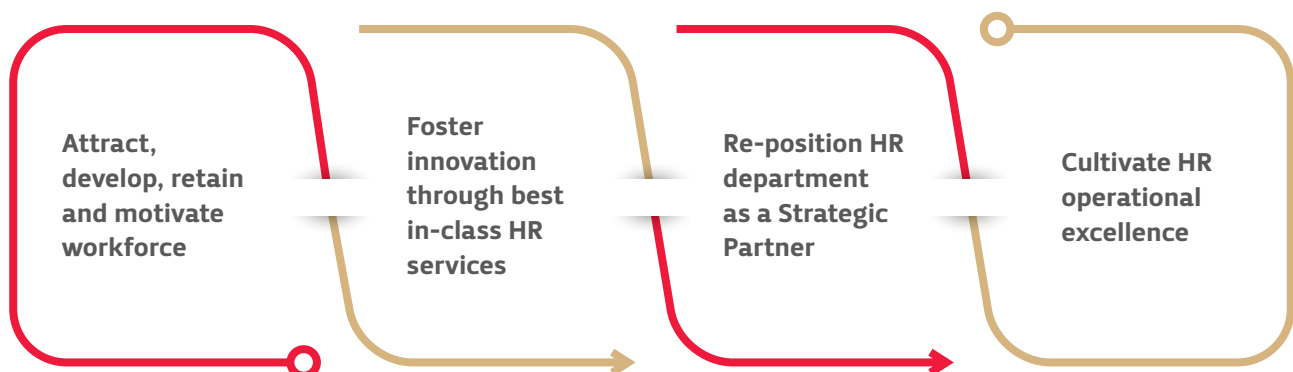 Attract,
develop, retain
and motivate
workforce
Foster
innovation
through best
in-class HR
services
Re-position HR
department
as a Strategic
Partner
Cultivate HR
operational
excellence